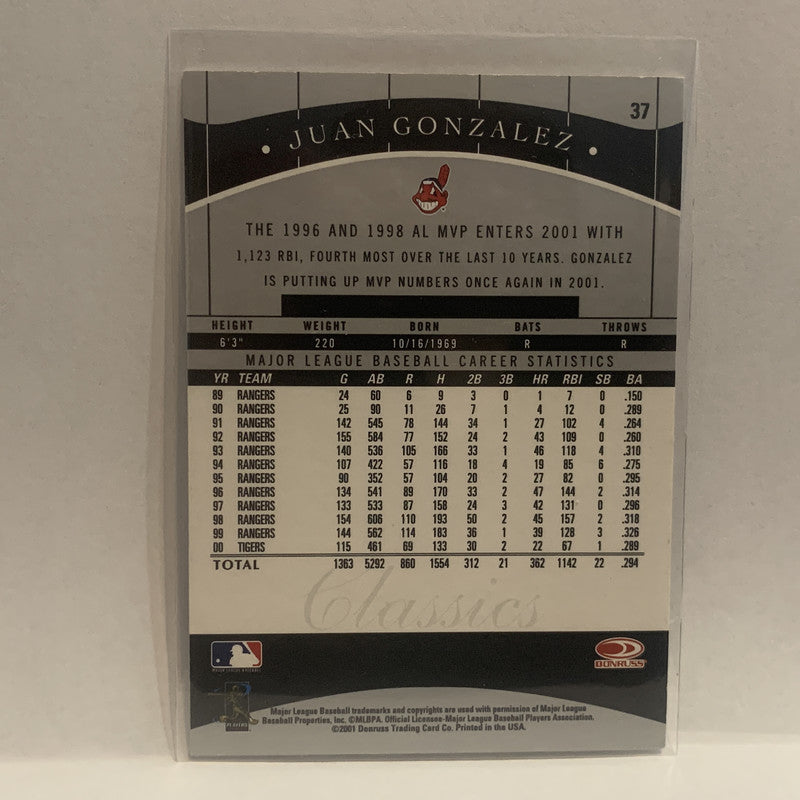 37
• JUAN GONZALEZ •
THE 1996 AND 1998 AL MVP ENTERS 2001 WITH
1,123 RBI, FOURTH MOST OVER THE LAST 10 YEARS. GONZALEZ
IS PUTTING UP MVP NUMBERS ONCE AGAIN IN 2001.
HEIGHT WEIGHT BORN BATS THROWS
6'3" 220 10/16/1969 R R
MAJOR LEAGUE BASEBALL CAREER STATISTICS
YR TEAM G AB R H 2B 3B HR RBI SB BA
89 RANGERS 24 60 6 9 3 0 1 7 0 .150
90 RANGERS 25 90 11 26 7 1 4 12 0 .289
91 RANGERS 142 545 78 144 34 1 27 102 4 .264
92 RANGERS 155 584 77 152 24 2 43 109 0 .260
93 RANGERS 140 536 105 166 33 1 46 118 4 .310
94 RANGERS 107 422 57 116 18 4 19 85 6 .275
95 RANGERS 90 352 57 104 20 2 27 82 0 .295
96 RANGERS 134 541 89 170 33 2 47 144 2 .314
97 RANGERS 133 533 87 158 24 3 42 131 0 .296
98 RANGERS 154 606 110 193 50 2 45 157 2 .318
99 RANGERS 144 562 114 183 36 1 39 128 3 .326
00 TIGERS 115 461 69 133 30 2 22 67 1 .289
TOTAL 1363 5292 860 1554 312 21 362 1142 22 .294
Classics
MAJOR LEAGUE BASEBALL
DONRUSS
PLAYERS
Major League Baseball trademarks and copyrights are used with permission of Major League
Baseball Properties, Inc. ©MLBPA. Official Licensee-Major League Baseball Players Association.
©2001 Donruss Trading Card Co. Printed in the USA.